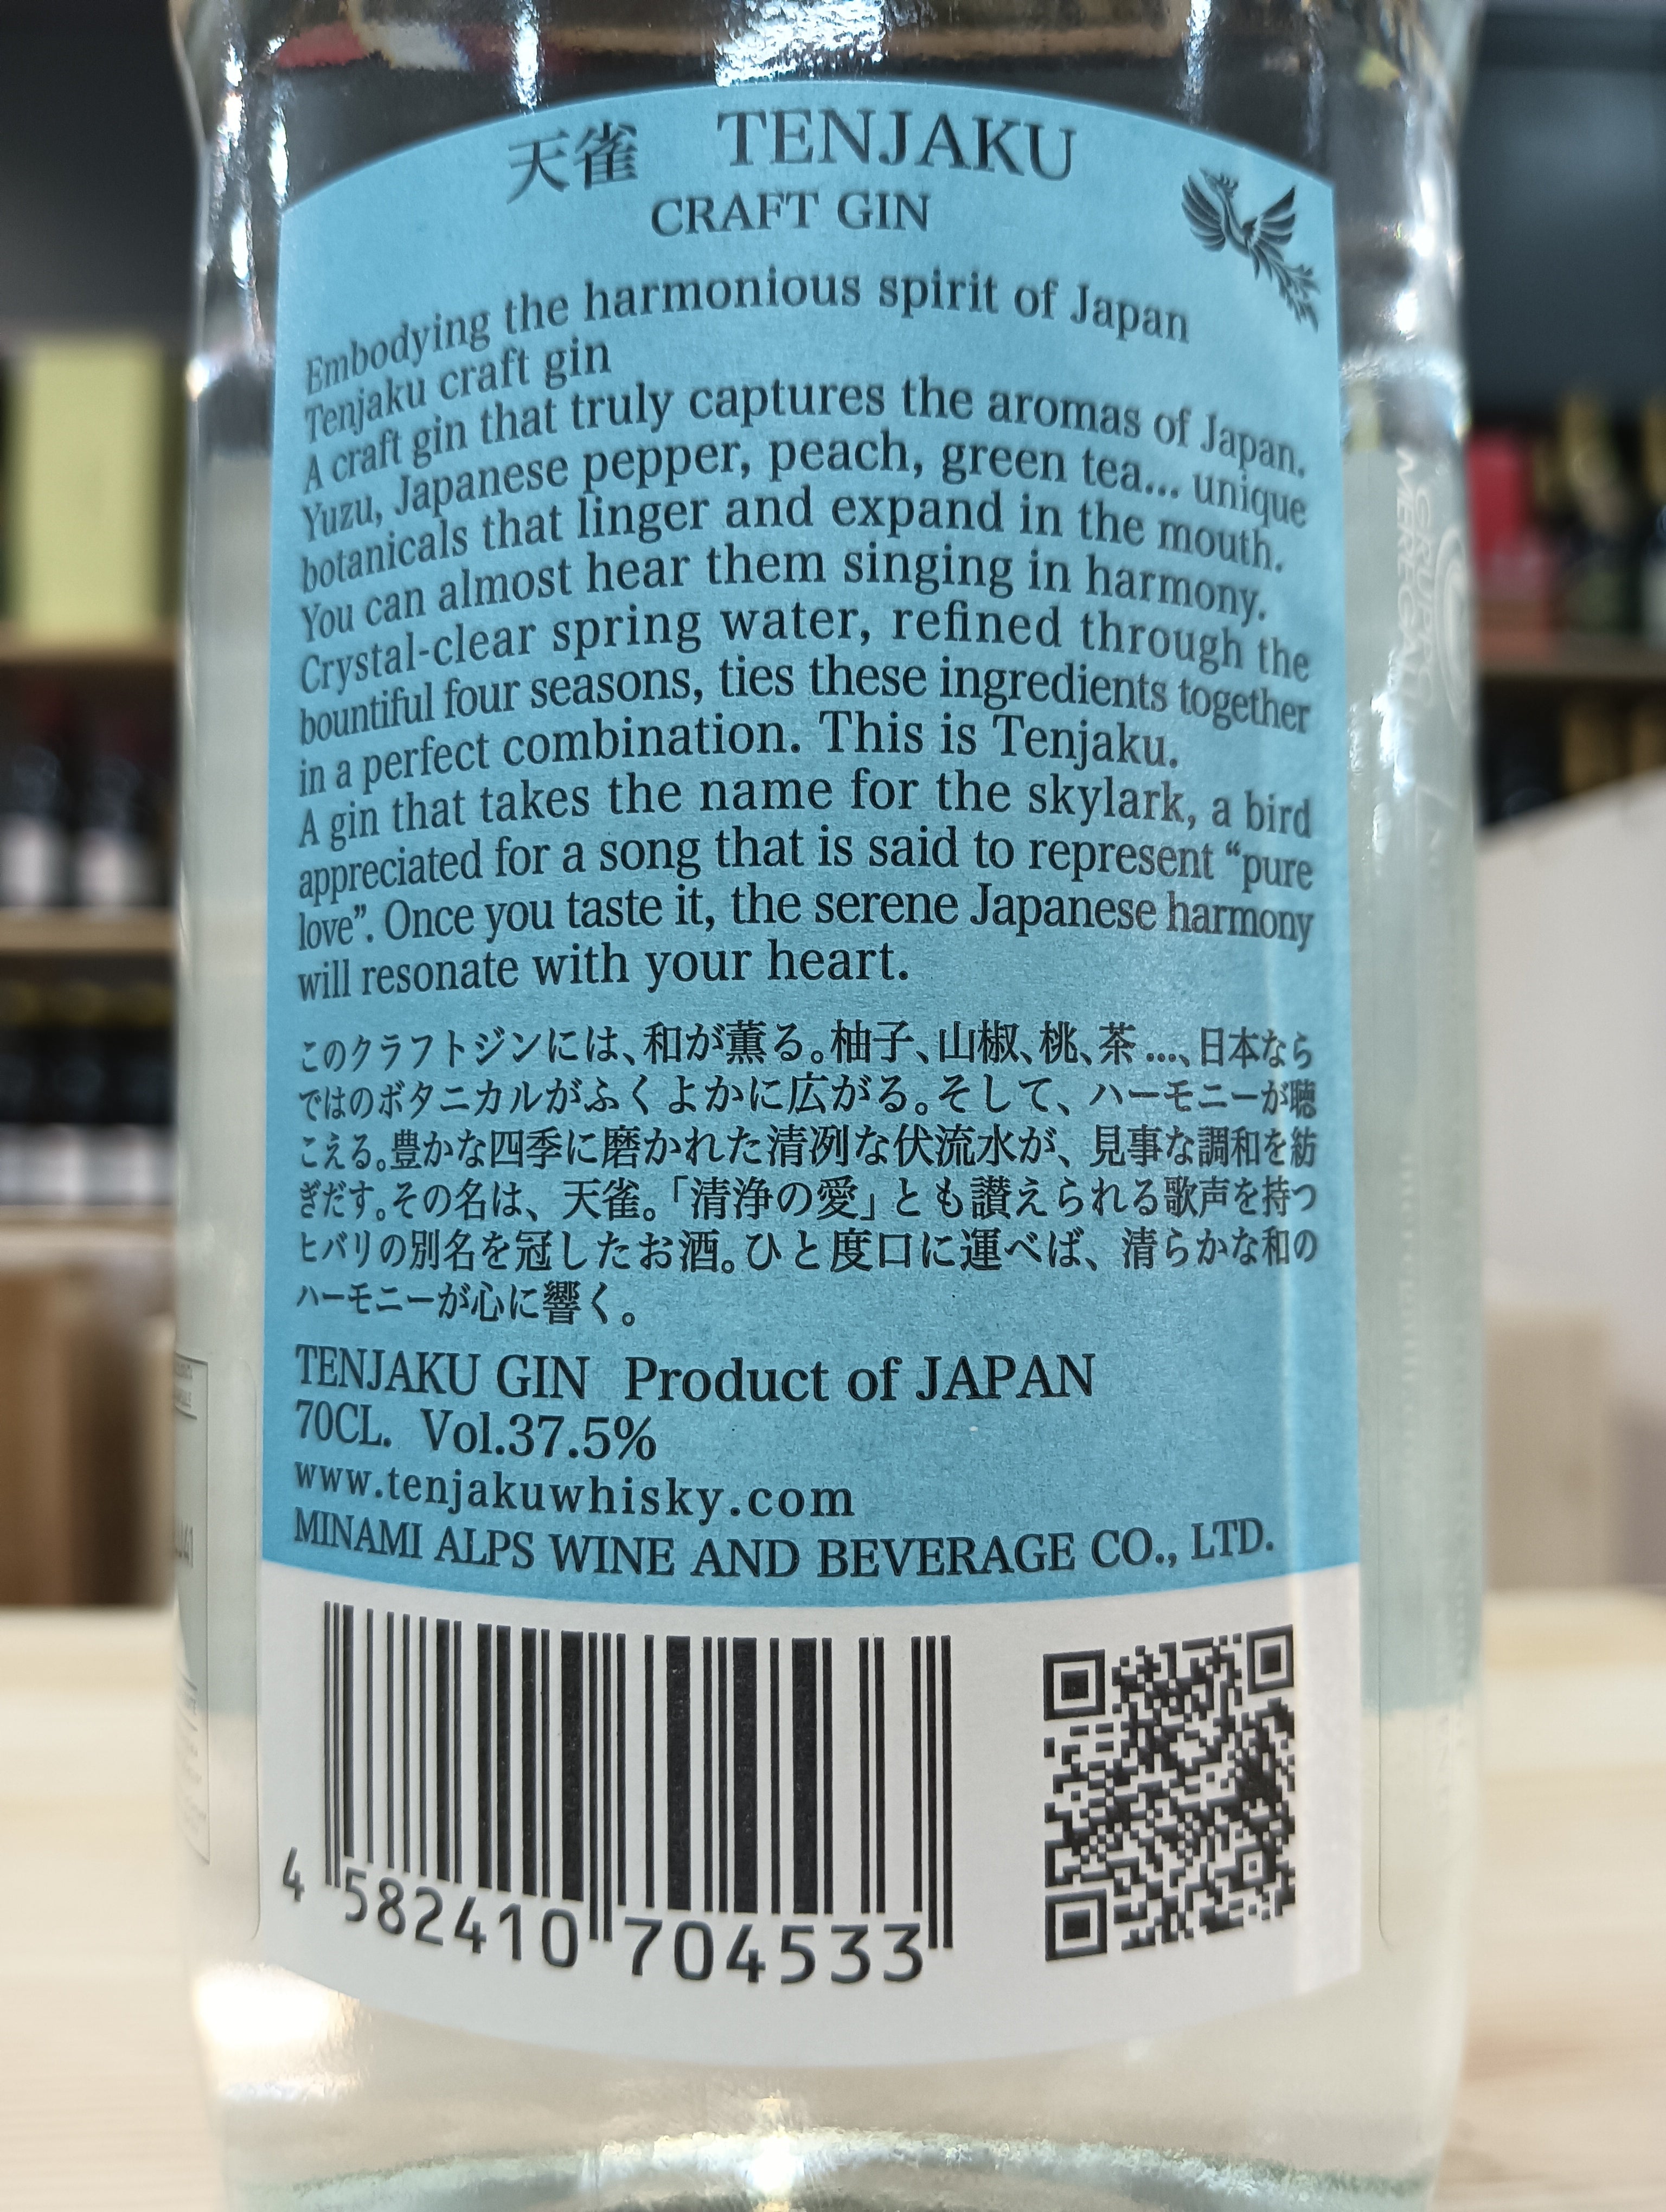 天雀 TENJAKU
CRAFT GIN
Embodying the harmonious spirit of Japan
Tenjaku craft gin
A craft gin that truly captures the aromas of Japan.
Yuzu, Japanese pepper, peach, green tea... unique
botanicals that linger and expand in the mouth.
You can almost hear them singing in harmony.
Crystal-clear spring water, refined through the
bountiful four seasons, ties these ingredients together
in a perfect combination. This is Tenjaku.
A gin that takes the name for the skylark, a bird
appreciated for a song that is said to represent “pure
love”. Once you taste it, the serene Japanese harmony
will resonate with your heart.
このクラフトジンには、和が薫る。柚子、山椒、桃、茶...、日本なら
ではのボタニカルがふくよかに広がる。そして、ハーモニーが聴
こえる。豊かな四季に磨かれた清冽な伏流水が、見事な調和を紡
ぎだす。その名は、天雀。「清浄の愛」とも讃えられる歌声を持つ
ヒバリの別名を冠したお酒。ひと度口に運べば、清らかな和の
ハーモニーが心に響く。
TENJAKU GIN Product of JAPAN
70CL. Vol.37.5%
www.tenjakuwhisky.com
MINAMI ALPS WINE AND BEVERAGE CO., LTD.
4 582410 704533